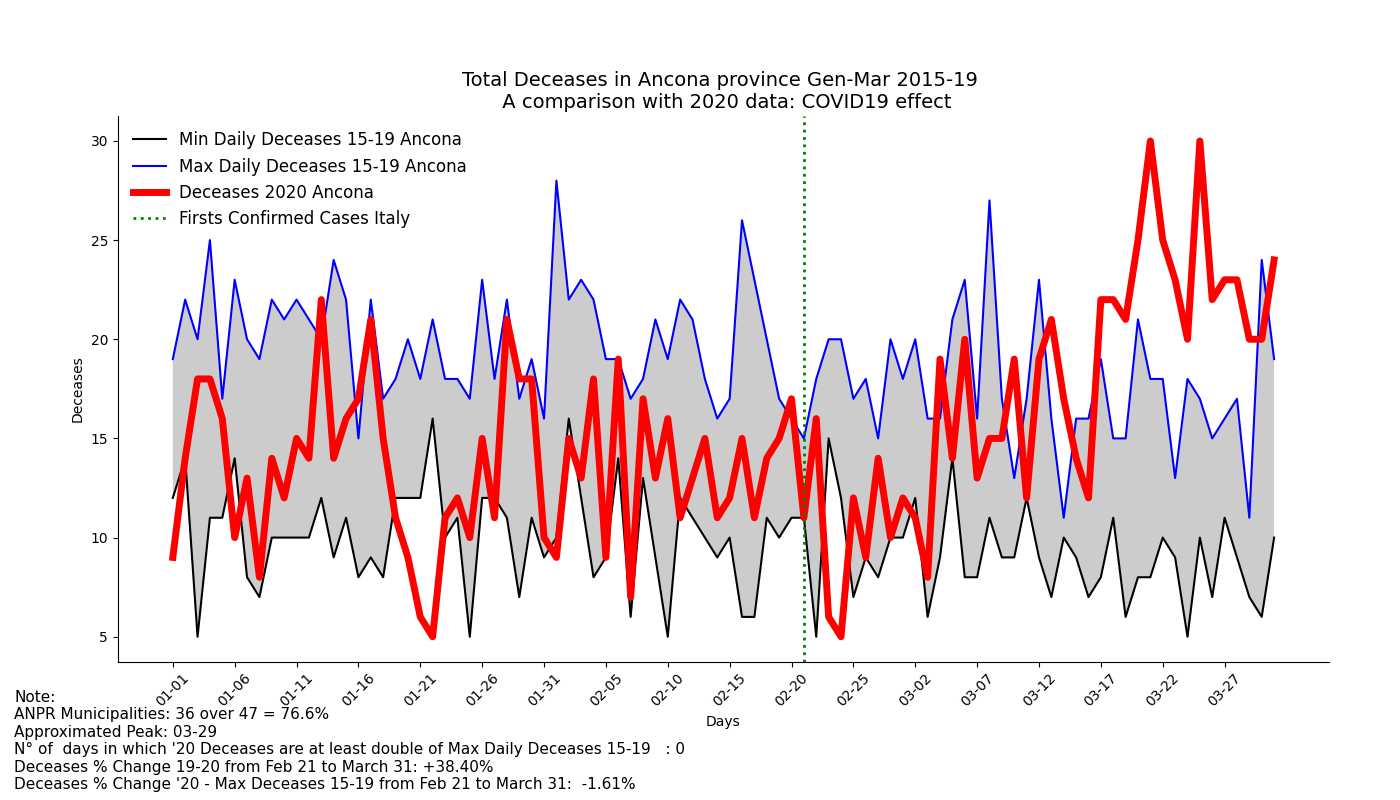 Total Deceases in Ancona province Gen-Mar 2015-19
A comparison with 2020 data: COVID19 effect
Min Daily Deceases 15-19 Ancona
Max Daily Deceases 15-19 Ancona
Deceases 2020 Ancona
Firsts Confirmed Cases Italy
Deceases
30
25
20
15
10
5
01-01
01-06
01-11
01-16
01-21
01-26
01-31
02-05
02-10
02-15
02-20
02-25
03-02
03-07
03-12
03-17
03-22
03-27
Days
Note:
ANPR Municipalities: 36 over 47 = 76.6%
Approximated Peak: 03-29
N° of  days in which '20 Deceases are at least double of Max Daily Deceases 15-19   : 0
Deceases % Change 19-20 from Feb 21 to March 31: +38.40%
Deceases % Change '20 - Max Deceases 15-19 from Feb 21 to March 31:  -1.61%